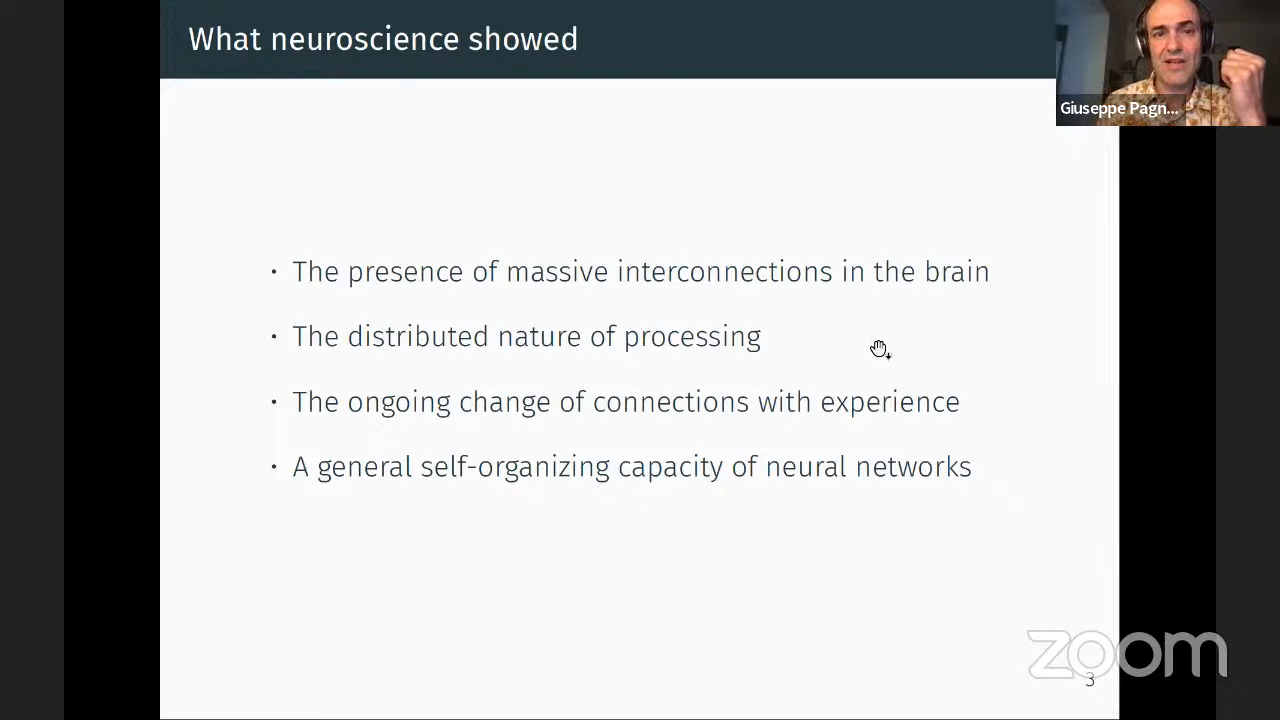 What neuroscience showed
Giuseppe Pagn...
• The presence of massive interconnections in the brain
• The distributed nature of processing
• The ongoing change of connections with experience
• A general self-organizing capacity of neural networks
zoom
3